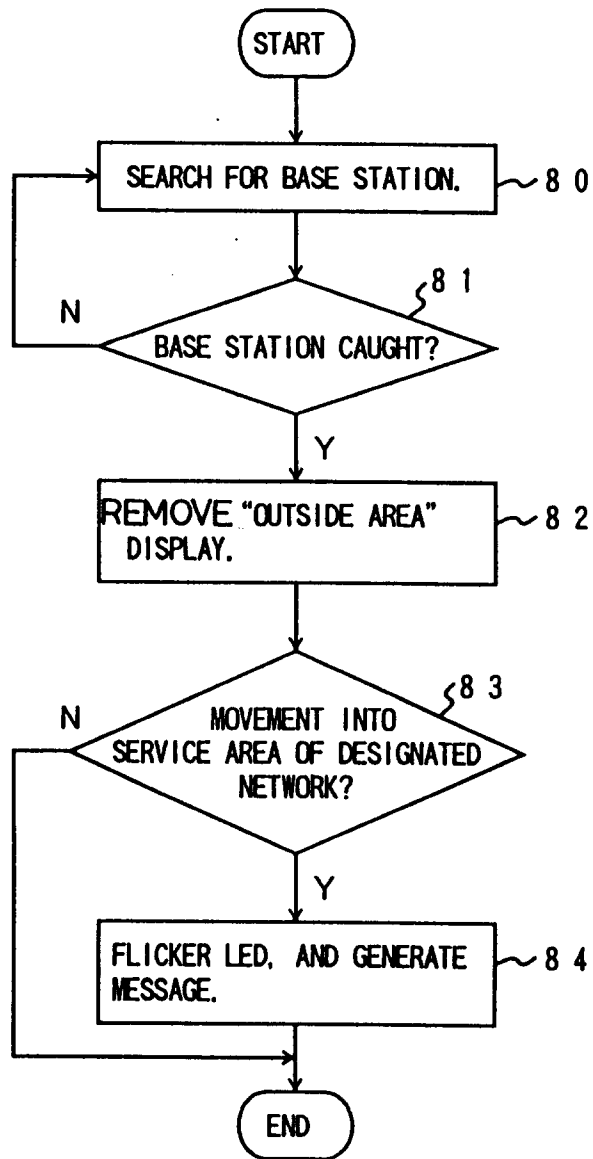 START
SEARCH FOR BASE STATION.
80
81
N
BASE STATION CAUGHT?
Y
REMOVE "OUTSIDE AREA"
DISPLAY.
82
83
N
MOVEMENT INTO
SERVICE AREA OF DESIGNATED
NETWORK?
Y
FLICKER LED, AND GENERATE
MESSAGE.
84
END